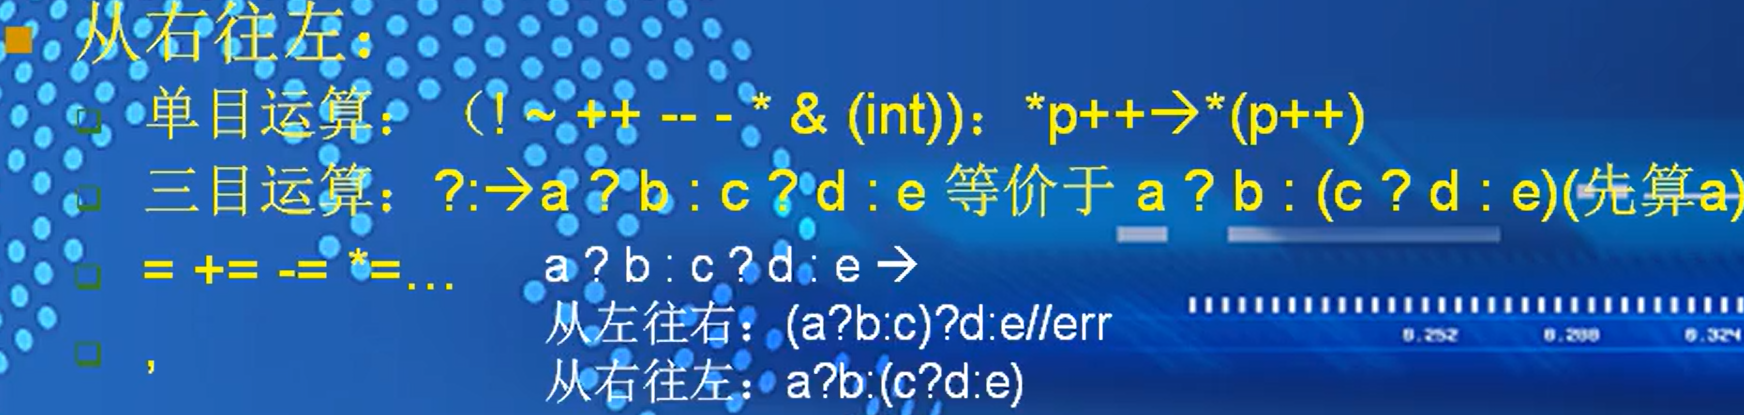 从右往左：
单目运算：（! ~ ++ -- - * & (int)）：*p++→*(p++)
三目运算：?:→a ? b : c ? d : e 等价于 a ? b : (c ? d : e)(先算a)
= += -= *=…
,
a ? b : c ? d : e →
从左往右：(a?b:c)?d:e//err
从右往左：a?b:(c?d:e)
0.252 0.288 0.324